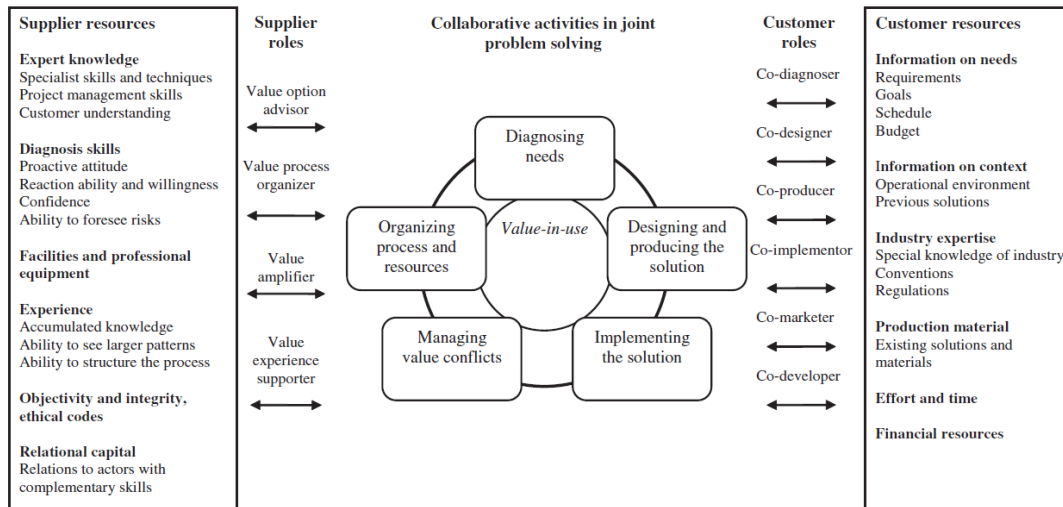 Supplier resources
Expert knowledge
Specialist skills and techniques
Project management skills
Customer understanding
Diagnosis skills
Proactive attitude
Reaction ability and willingness
Confidence
Ability to foresee risks
Facilities and professional
equipment
Experience
Accumulated knowledge
Ability to see larger patterns
Ability to structure the process
Objectivity and integrity,
ethical codes
Relational capital
Relations to actors with
complementary skills
Supplier
roles
Value option
advisor
Value process
organizer
Value
amplifier
Value
experience
supporter
Collaborative activities in joint
problem solving
Diagnosing
needs
Organizing
process and
resources
Value-in-use
Designing and
producing the
solution
Managing
value conflicts
Implementing
the solution
Customer
roles
Co-diagnoser
Co-designer
Co-producer
Co-implementor
Co-marketer
Co-developer
Customer resources
Information on needs
Requirements
Goals
Schedule
Budget
Information on context
Operational environment
Previous solutions
Industry expertise
Special knowledge of industry
Conventions
Regulations
Production material
Existing solutions and
materials
Effort and time
Financial resources